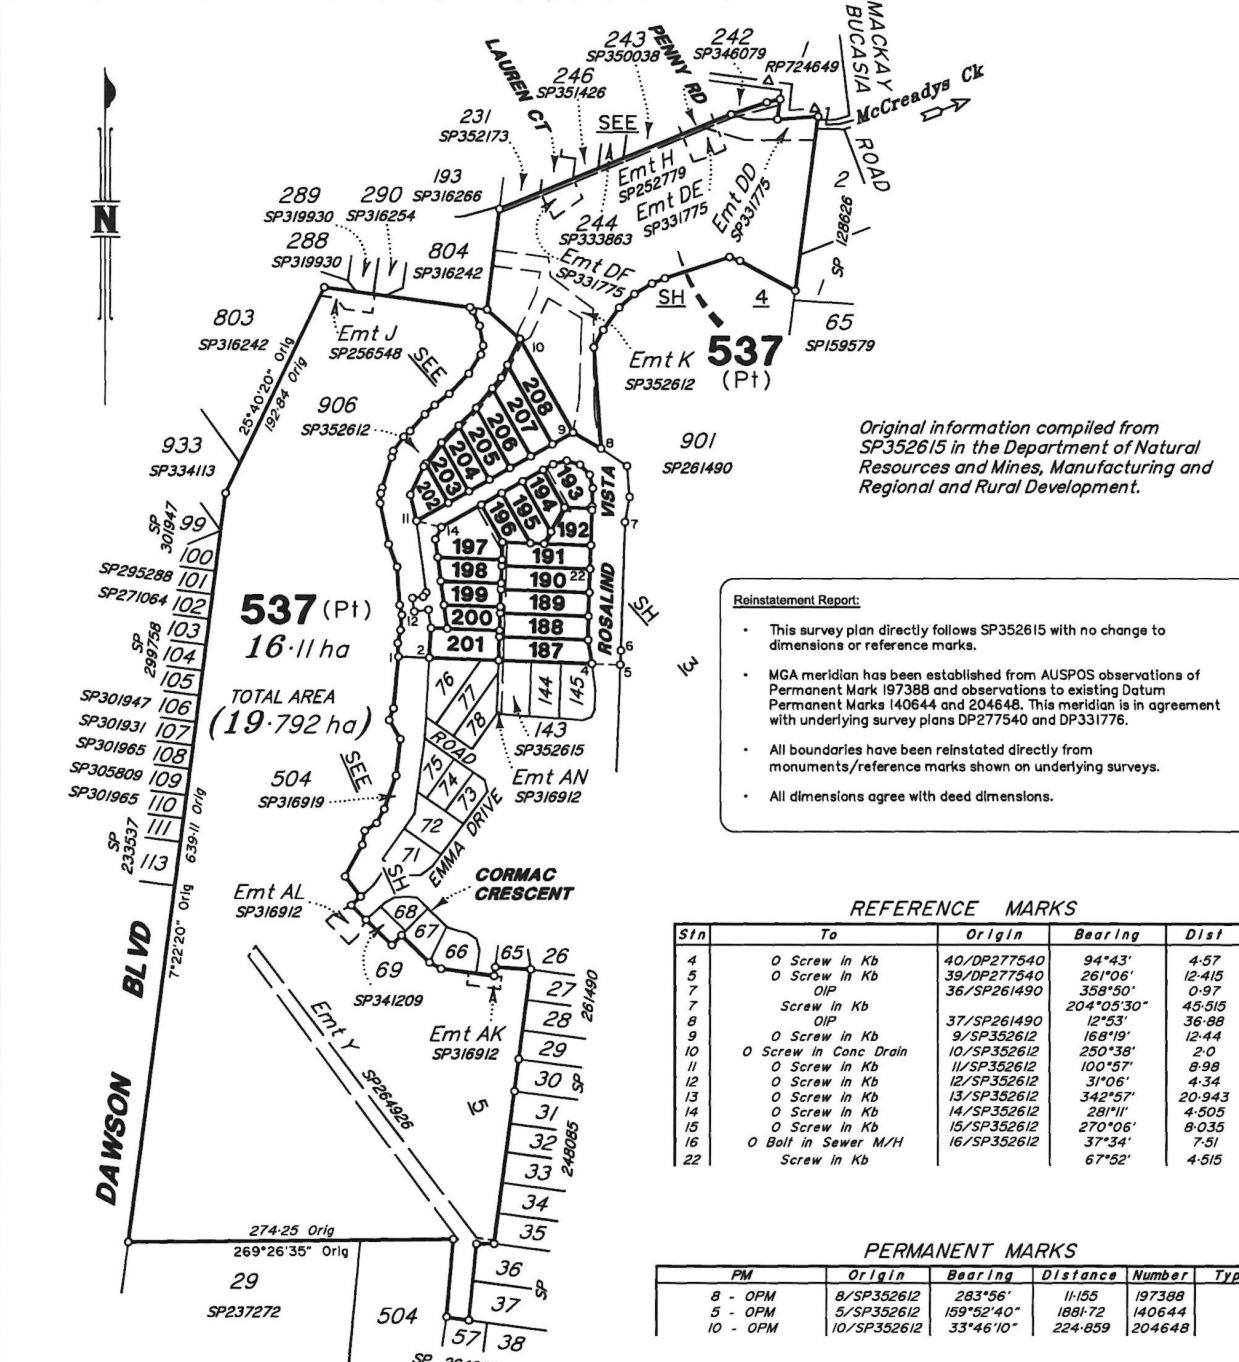 243
SP350038
PENNY RD
242
SP346079
1
RP724649
MACKAY
BUCASIA
ROAD
McCreadys Ck
LAUREN CT
246
SP351426
SEE
231
SP352173
Emt H
SP252779
Emt DE
SP331775
Emt DD
SP331775
2
SP 128626
1
193
SP316266
289
SP319930
290
SP316254
288
SP319930
804
SP316242
244
SP333863
Emt DF
SP331775
SH
4
N
803
SP316242
Emt J
SP256548
SEE
10
Emt K
SP352612
537
(Pt)
65
SP159579
25°40'20" Orig
192·84 Orig
906
SP352612
208
207
206
205
204
203
202
9
8
901
SP261490
Original information compiled from
SP352615 in the Department of Natural
Resources and Mines, Manufacturing and
Regional and Rural Development.
933
SP334113
193
194
195
196
192
VISTA
7
11
14
SP
301947
99
100
SP295288 101
SP271064 102
103
SP
299758
104
105
SP301947 106
SP301931 107
SP301965 108
SP305809 109
SP301965 110
SP
233537
111
113
197
191
198
190
22
199
189
200
188
201
187
12
1
2
4
5
6
ROSALIND
SH
3
537 (Pt)
16·11 ha
TOTAL AREA
(19·792 ha)
Reinstatement Report:
· This survey plan directly follows SP352615 with no change to
dimensions or reference marks.
· MGA meridian has been established from AUSPOS observations of
Permanent Mark 197388 and observations to existing Datum
Permanent Marks 140644 and 204648. This meridian is in agreement
with underlying survey plans DP277540 and DP331776.
· All boundaries have been reinstated directly from
monuments/reference marks shown on underlying surveys.
· All dimensions agree with deed dimensions.
76
77
78
144
145
143
SP352615
ROAD
75
74
73
Emt AN
SP316912
504
SP316919
SEE
72
71
EMMA DRIVE
SH
639·11 Orig
7°22'20" Orig
Emt AL
SP316912
CORMAC
CRESCENT
68
67
66
65
69
SP341209
Emt AK
SP316912
26
27
28
29
30
SP 261490
31
32
33
34
35
36
37
38
SP 248085
5
Emt Y
SP264926
DAWSON BLVD
274·25 Orig
269°26'35" Orig
29
SP237272
504
57
SP
REFERENCE MARKS
Stn To Origin Bearing Dist
4 O Screw in Kb 40/DP277540 94°43' 4·57
5 O Screw in Kb 39/DP277540 261°06' 12·415
7 OIP 36/SP261490 358°50' 0·97
7 Screw in Kb 204°05'30" 45·515
8 OIP 37/SP261490 12°53' 36·88
9 O Screw in Kb 9/SP352612 168°19' 12·44
10 O Screw in Conc Drain 10/SP352612 250°38' 2·0
11 O Screw in Kb 11/SP352612 100°57' 8·98
12 O Screw in Kb 12/SP352612 31°06' 4·34
13 O Screw in Kb 13/SP352612 342°57' 20·943
14 O Screw in Kb 14/SP352612 281°11' 4·505
15 O Screw in Kb 15/SP352612 270°06' 8·035
16 O Bolt in Sewer M/H 16/SP352612 37°34' 7·51
22 Screw in Kb 67°52' 4·515
PERMANENT MARKS
PM Origin Bearing Distance Number Typ
8 - OPM 8/SP352612 283°56' 11·155 197388
5 - OPM 5/SP352612 159°52'40" 1881·72 140644
10 - OPM 10/SP352612 33°46'10" 224·859 204648